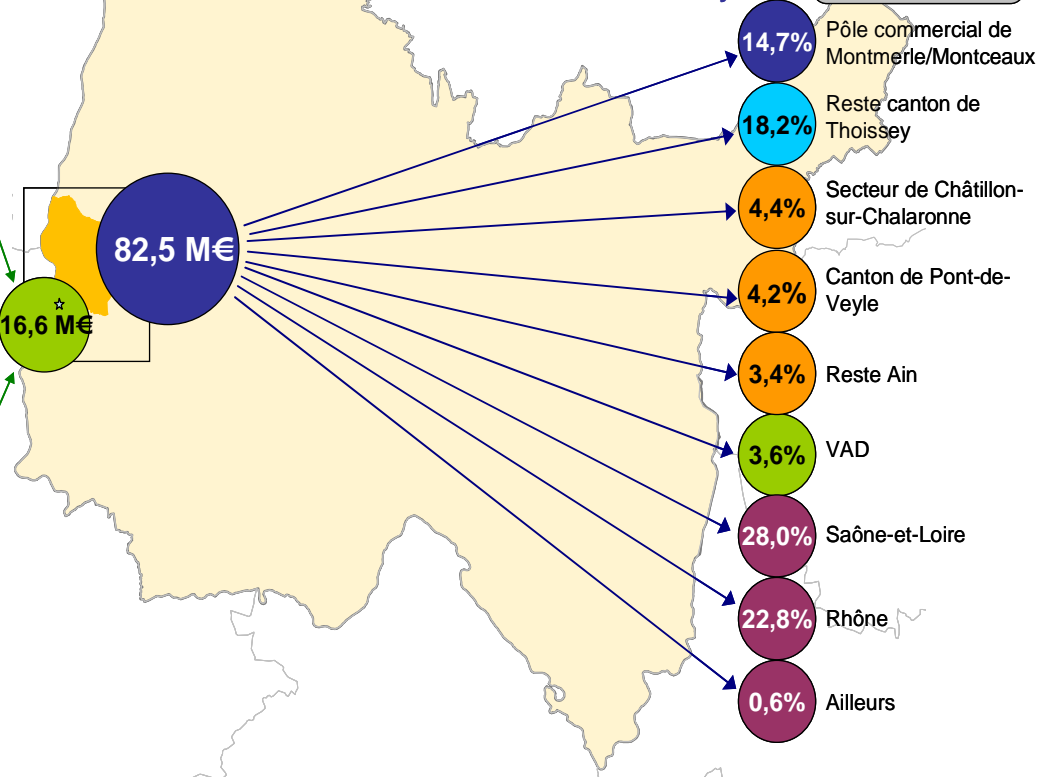 14,7%
Pôle commercial de
Montmerle/Montceaux
18,2%
Reste canton de
Thoissey
4,4%
Secteur de Châtillon-
sur-Chalaronne
82,5 M€
4,2%
Canton de Pont-de-
Veyle
16,6 M€
3,4%
Reste Ain
3,6%
VAD
28,0%
Saône-et-Loire
22,8%
Rhône
0,6%
Ailleurs